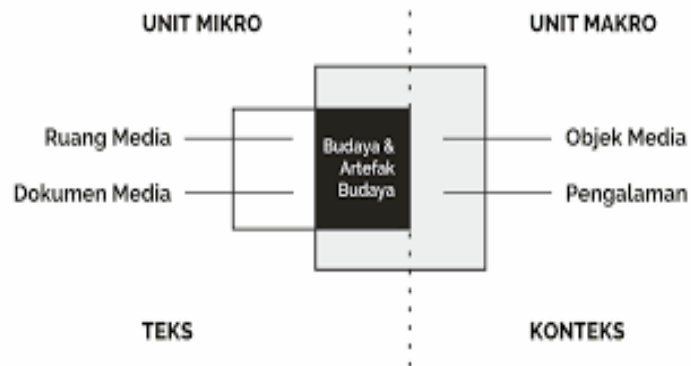 UNIT MIKRO
UNIT MAKRO
Ruang Media
Dokumen Media
Budaya &
Artefak
Budaya
Objek Media
Pengalaman
TEKS
KONTEKS